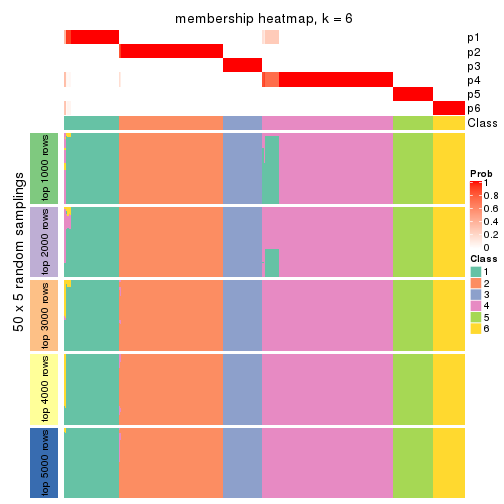 membership heatmap, k = 6
p1
p2
p3
p4
p5
p6
Class
50 x 5 random samplings
top 1000 rows
top 2000 rows
top 3000 rows
top 4000 rows
top 5000 rows
Prob
1
0.8
0.6
0.4
0.2
0
Class
1
2
3
4
5
6